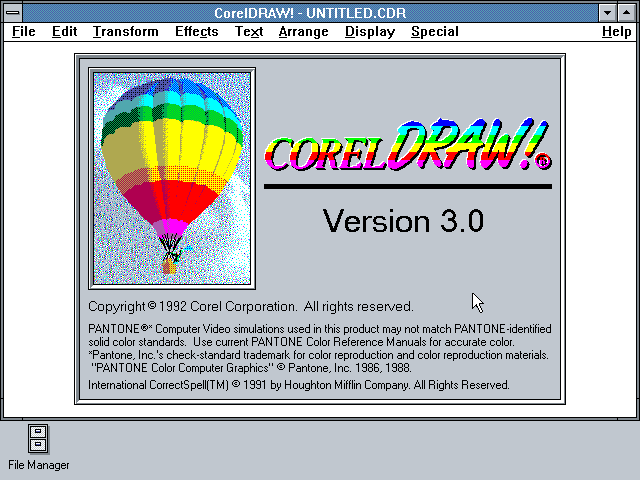 CorelDRAW! - UNTITLED.CDR
File Edit Transform Effects Text Arrange Display Special Help
CORELDRAW!®
Version 3.0
Copyright © 1992 Corel Corporation. All rights reserved.
PANTONE®* Computer Video simulations used in this product may not match PANTONE-identified
solid color standards. Use current PANTONE Color Reference Manuals for accurate color.
*Pantone, Inc.'s check-standard trademark for color reproduction and color reproduction materials.
"PANTONE Color Computer Graphics" © Pantone, Inc. 1986, 1988.
International CorrectSpell(TM) © 1991 by Houghton Mifflin Company. All Rights Reserved.
File Manager